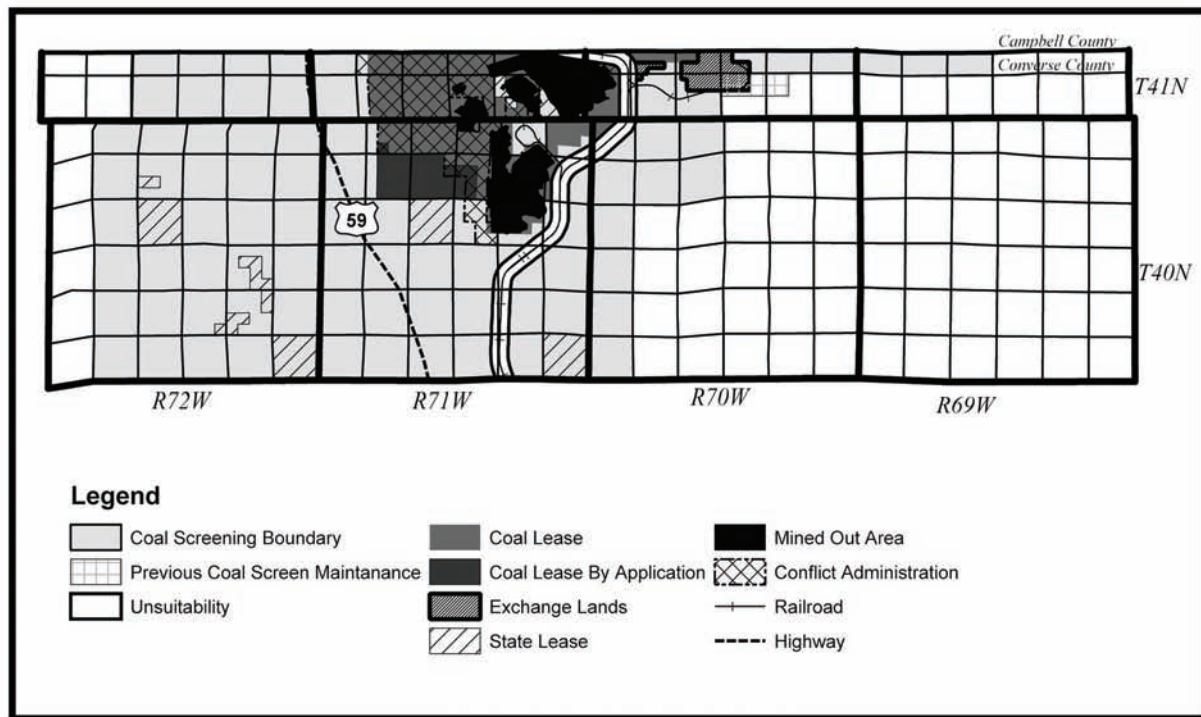 Campbell County
Converse County
T41N
59
T40N
R72W
R71W
R70W
R69W
Legend
Coal Screening Boundary
Previous Coal Screen Maintanance
Unsuitability
Coal Lease
Coal Lease By Application
Exchange Lands
State Lease
Mined Out Area
Conflict Administration
Railroad
Highway